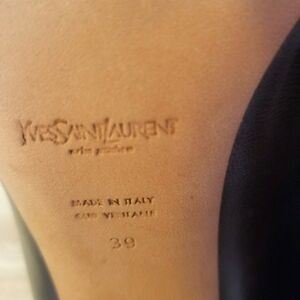 YVESSAINTLAURENT
rive gauche
MADE IN ITALY
39